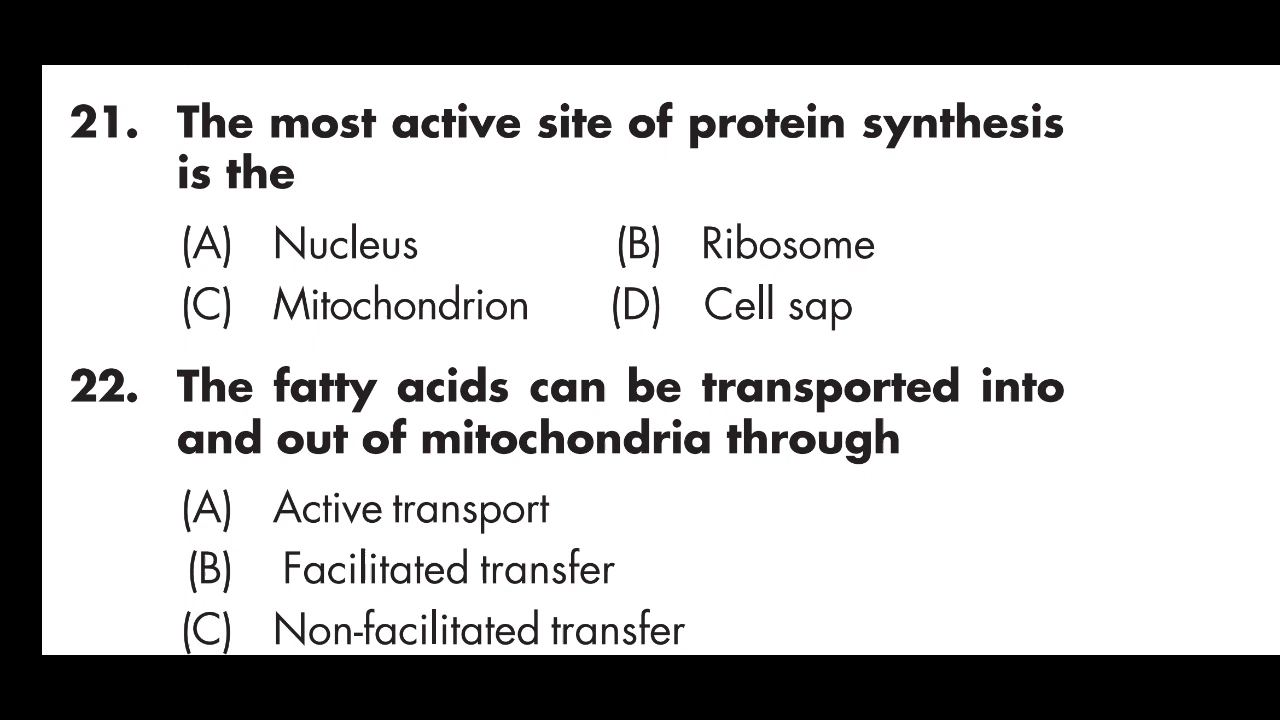 21. The most active site of protein synthesis
is the
(A) Nucleus (B) Ribosome
(C) Mitochondrion (D) Cell sap
22. The fatty acids can be transported into
and out of mitochondria through
(A) Active transport
(B) Facilitated transfer
(C) Non-facilitated transfer